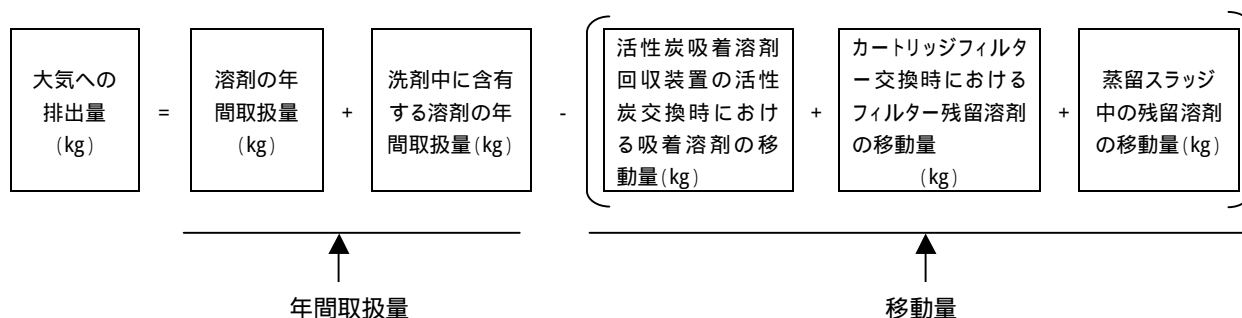 大気への
排出量
(kg)
=
溶剤の年
間取扱量
(kg)
+
洗剤中に含有
する溶剤の年
間取扱量(kg)
-
活性炭吸着溶剤
回収装置の活性
炭交換時におけ
る吸着溶剤の移
動量(kg)
+
カートリッジフィルタ
ー交換時における
フィルター残留溶剤
の移動量
(kg)
+
蒸留スラッジ
中の残留溶剤
の移動量(kg)
年間取扱量
移動量